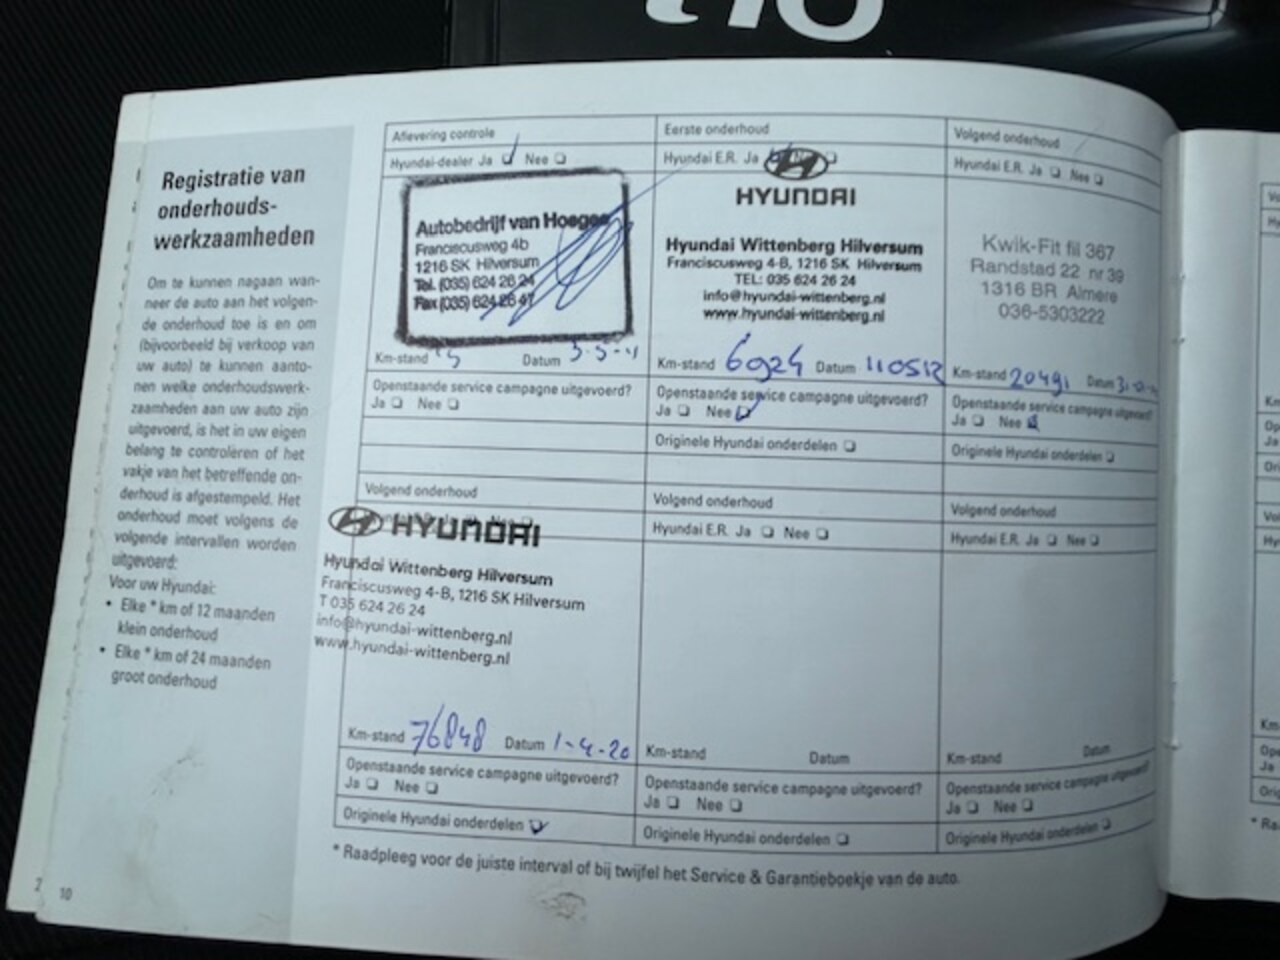 i10
Registratie van
onderhouds-
werkzaamheden
Om te kunnen nagaan wan-
neer de auto aan het volgen-
de onderhoud toe is en om
(bijvoorbeeld bij verkoop van
uw auto) te kunnen aanto-
nen welke onderhoudswerk-
zaamheden aan uw auto zijn
uitgevoerd, is het in uw eigen
belang te controleren of het
vakje van het betreffende on-
derhoud is afgestempeld. Het
onderhoud moet volgens de
volgende intervallen worden
uitgevoerd:
Voor uw Hyundai:
• Elke * km of 12 maanden
klein onderhoud
• Elke * km of 24 maanden
groot onderhoud
2 10
Aflevering controle
Hyundai-dealer Ja Nee
Autobedrijf van Hoeges
Franciscusweg 4b
1216 SK Hilversum
Tel. (035) 624 26 24
Fax (035) 624 26 47
Km-stand 15 Datum 3-5-11
Openstaande service campagne uitgevoerd?
Ja Nee
Eerste onderhoud
Hyundai E.R. Ja Nee
HYUNDAI
Hyundai Wittenberg Hilversum
Franciscusweg 4-B, 1216 SK Hilversum
TEL: 035 624 26 24
info@hyundai-wittenberg.nl
www.hyundai-wittenberg.nl
Km-stand 6924 Datum 110512
Openstaande service campagne uitgevoerd?
Ja Nee
Originele Hyundai onderdelen
Volgend onderhoud
Hyundai E.R. Ja Nee
Kwik-Fit fil 367
Randstad 22 nr 39
1316 BR Almere
036-5303222
Km-stand 20491 Datum
Openstaande service campagne uitgevoerd?
Ja Nee
Originele Hyundai onderdelen
Volgend onderhoud
HYUNDAI
Hyundai Wittenberg Hilversum
Franciscusweg 4-B, 1216 SK Hilversum
T 035 624 26 24
info@hyundai-wittenberg.nl
www.hyundai-wittenberg.nl
Km-stand 76848 Datum 1-4-20
Openstaande service campagne uitgevoerd?
Ja Nee
Originele Hyundai onderdelen
Volgend onderhoud
Hyundai E.R. Ja Nee
Km-stand Datum
Openstaande service campagne uitgevoerd?
Ja Nee
Originele Hyundai onderdelen
Volgend onderhoud
Hyundai E.R. Ja Nee
Km-stand Datum
Openstaande service campagne uitgevoerd?
Ja Nee
Originele Hyundai onderdelen
* Raadpleeg voor de juiste interval of bij twijfel het Service & Garantieboekje van de auto.